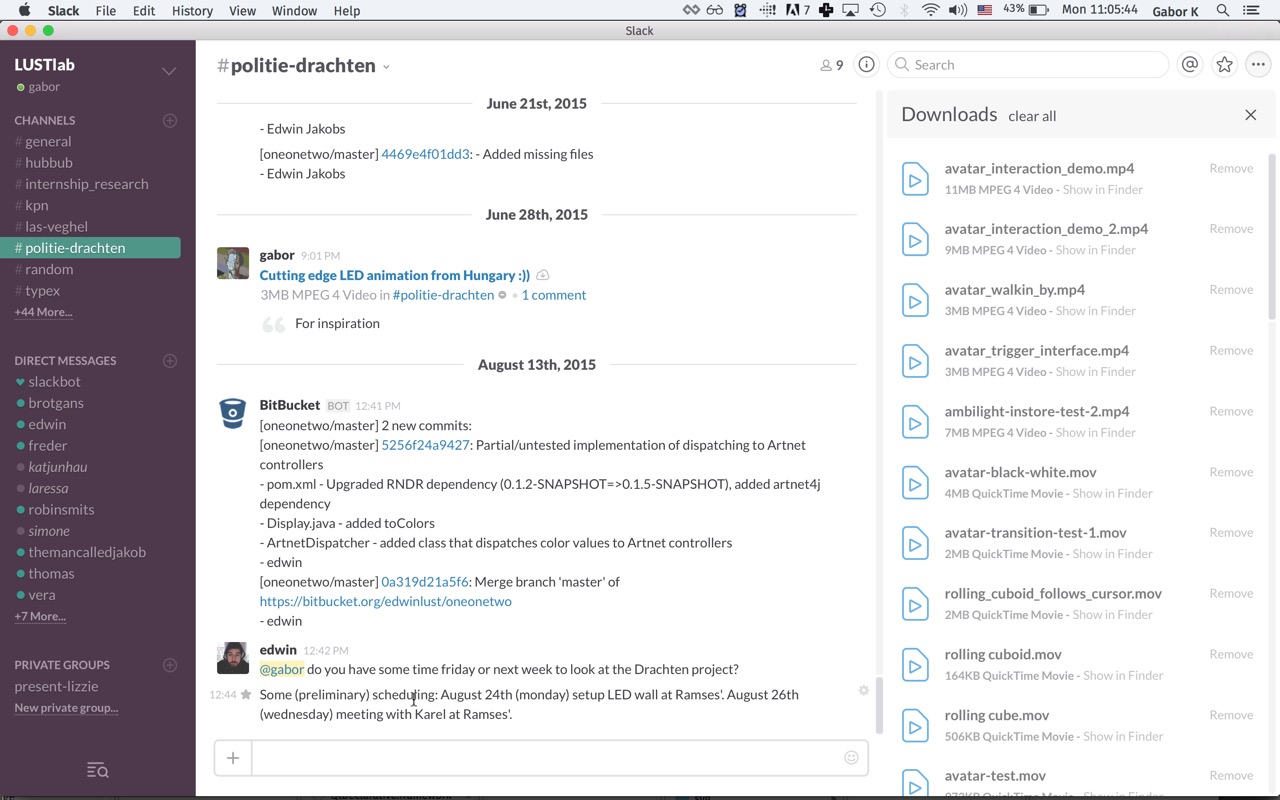 Slack File Edit History View Window Help 7 43% Mon 11:05:44 Gabor K
Slack
LUSTlab
gabor
CHANNELS
# general
# hubbub
# internship_research
# kpn
# las-veghel
# politie-drachten
# random
# typex
+44 More...
DIRECT MESSAGES
slackbot
brotgans
edwin
freder
katjunhau
laressa
robinsmits
simone
themancalledjakob
thomas
vera
+7 More...
PRIVATE GROUPS
present-lizzie
New private group...
#politie-drachten
9
Search
June 21st, 2015
- Edwin Jakobs
[oneonetwo/master] 4469e4f01dd3: - Added missing files
- Edwin Jakobs
June 28th, 2015
gabor 9:01 PM
Cutting edge LED animation from Hungary :))
3MB MPEG 4 Video in #politie-drachten • 1 comment
For inspiration
August 13th, 2015
BitBucket BOT 12:41 PM
[oneonetwo/master] 2 new commits:
[oneonetwo/master] 5256f24a9427: Partial/untested implementation of dispatching to Artnet
controllers
- pom.xml - Upgraded RNDR dependency (0.1.2-SNAPSHOT=>0.1.5-SNAPSHOT), added artnet4j
dependency
- Display.java - added toColors
- ArtnetDispatcher - added class that dispatches color values to Artnet controllers
- edwin
[oneonetwo/master] 0a319d21a5f6: Merge branch 'master' of
https://bitbucket.org/edwinlust/oneonetwo
- edwin
edwin 12:42 PM
@gabor do you have some time friday or next week to look at the Drachten project?
12:44 Some (preliminary) scheduling: August 24th (monday) setup LED wall at Ramses'. August 26th
(wednesday) meeting with Karel at Ramses'.
Downloads clear all
avatar_interaction_demo.mp4 Remove
11MB MPEG 4 Video - Show in Finder
avatar_interaction_demo_2.mp4 Remove
9MB MPEG 4 Video - Show in Finder
avatar_walkin_by.mp4 Remove
3MB MPEG 4 Video - Show in Finder
avatar_trigger_interface.mp4 Remove
3MB MPEG 4 Video - Show in Finder
ambilight-instore-test-2.mp4 Remove
7MB MPEG 4 Video - Show in Finder
avatar-black-white.mov Remove
4MB QuickTime Movie - Show in Finder
avatar-transition-test-1.mov Remove
2MB QuickTime Movie - Show in Finder
rolling_cuboid_follows_cursor.mov Remove
2MB QuickTime Movie - Show in Finder
rolling cuboid.mov Remove
164KB QuickTime Movie - Show in Finder
rolling cube.mov Remove
506KB QuickTime Movie - Show in Finder
avatar-test.mov Remove